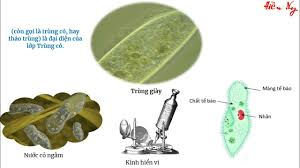 (còn gọi là trùng cỏ, hay
thảo trùng) là đại diện của
lớp Trùng cỏ.
Trùng giày
Màng tế bào
Chất tế bào
Nhân
Nước cỏ ngâm
Kính hiển vi